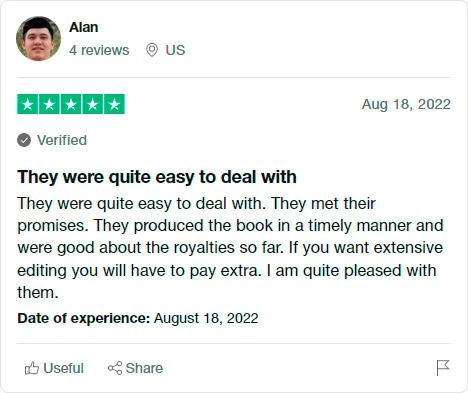 Alan
4 reviews US
Aug 18, 2022
Verified
They were quite easy to deal with
They were quite easy to deal with. They met their
promises. They produced the book in a timely manner and
were good about the royalties so far. If you want extensive
editing you will have to pay extra. I am quite pleased with
them.
Date of experience: August 18, 2022
Useful Share